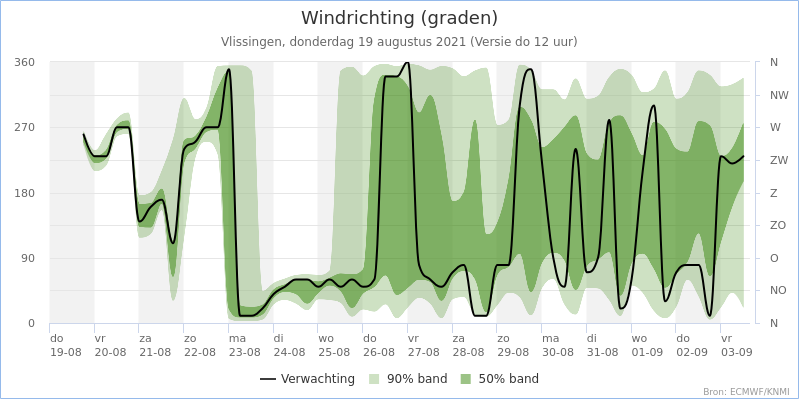 Windrichting (graden)
Vlissingen, donderdag 19 augustus 2021 (Versie do 12 uur)
360 N
NW
270 W
ZW
180 Z
ZO
90 O
NO
0 N
do vr za zo ma di wo do vr za zo ma di wo do vr
19-08 20-08 21-08 22-08 23-08 24-08 25-08 26-08 27-08 28-08 29-08 30-08 31-08 01-09 02-09 03-09
Verwachting 90% band 50% band
Bron: ECMWF/KNMI